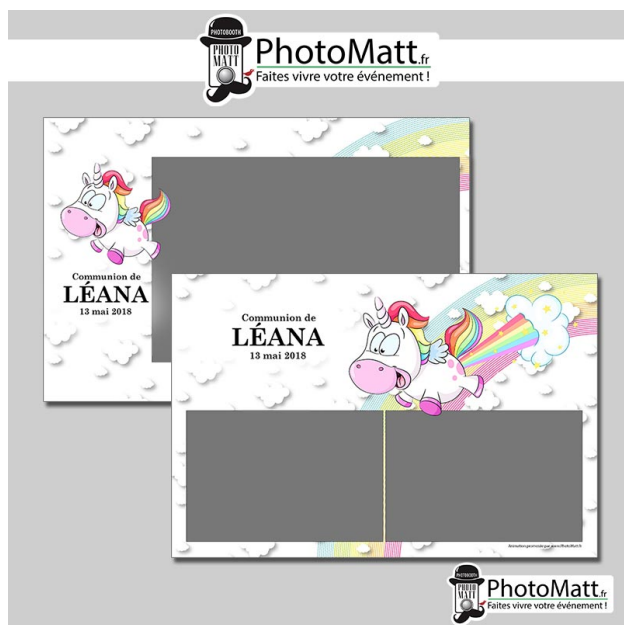 PHOTOBOOTH
PHOTO
MATT
PhotoMatt.fr
Faites vivre votre événement !
Communion de
LÉANA
13 mai 2018
Communion de
LÉANA
13 mai 2018
PHOTOBOOTH
PHOTO
MATT
PhotoMatt.fr
Faites vivre votre événement !